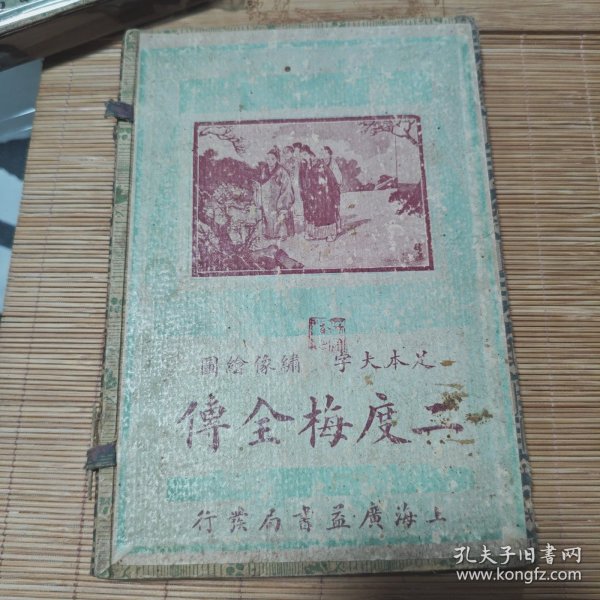 足本大字 繡像繪圖
二度梅全傳
上海廣益書局發行
孔夫子旧书网
www.kongfz.com